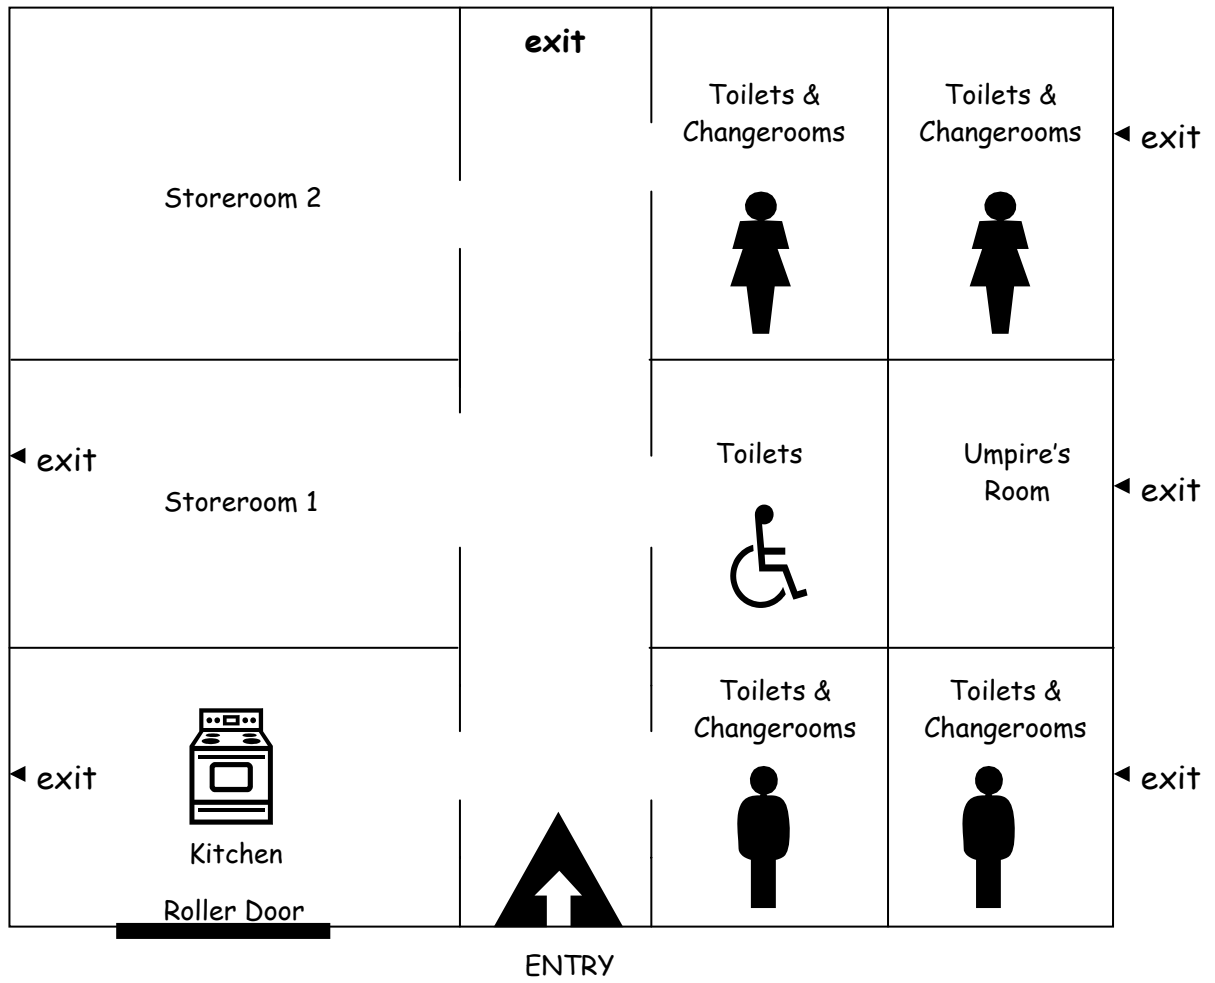 exit
Toilets &
Changerooms
Toilets &
Changerooms
exit
Storeroom 2
exit
Storeroom 1
Toilets
Umpire’s
Room
exit
Toilets &
Changerooms
Toilets &
Changerooms
exit
exit
Kitchen
Roller Door
ENTRY